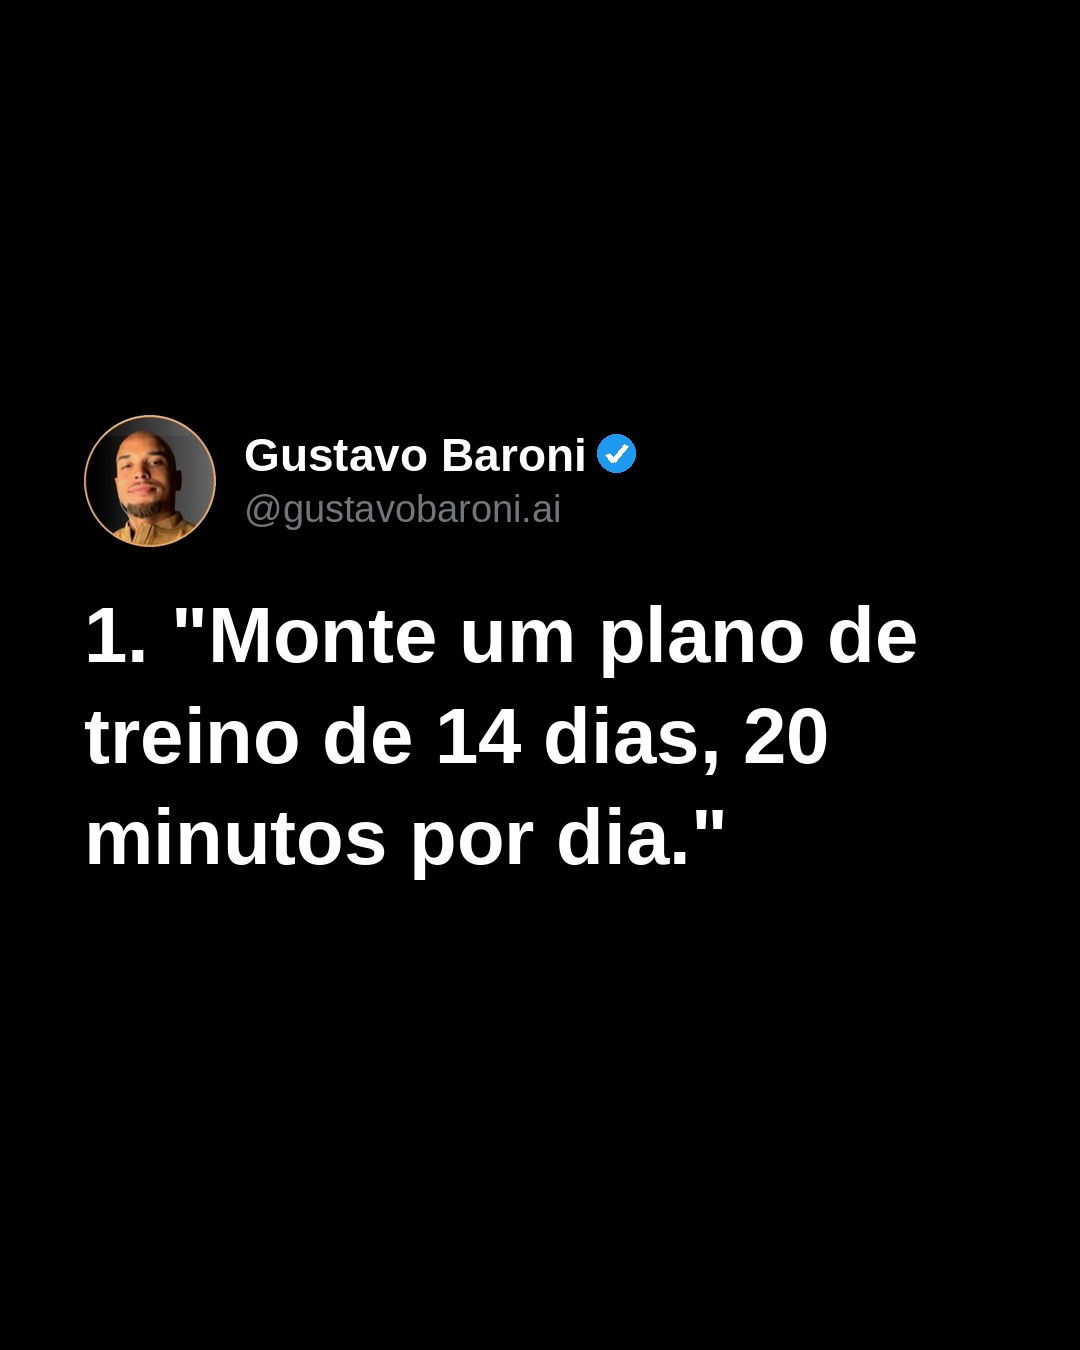 Gustavo Baroni
@gustavobaroni.ai
1. "Monte um plano de
treino de 14 dias, 20
minutos por dia."